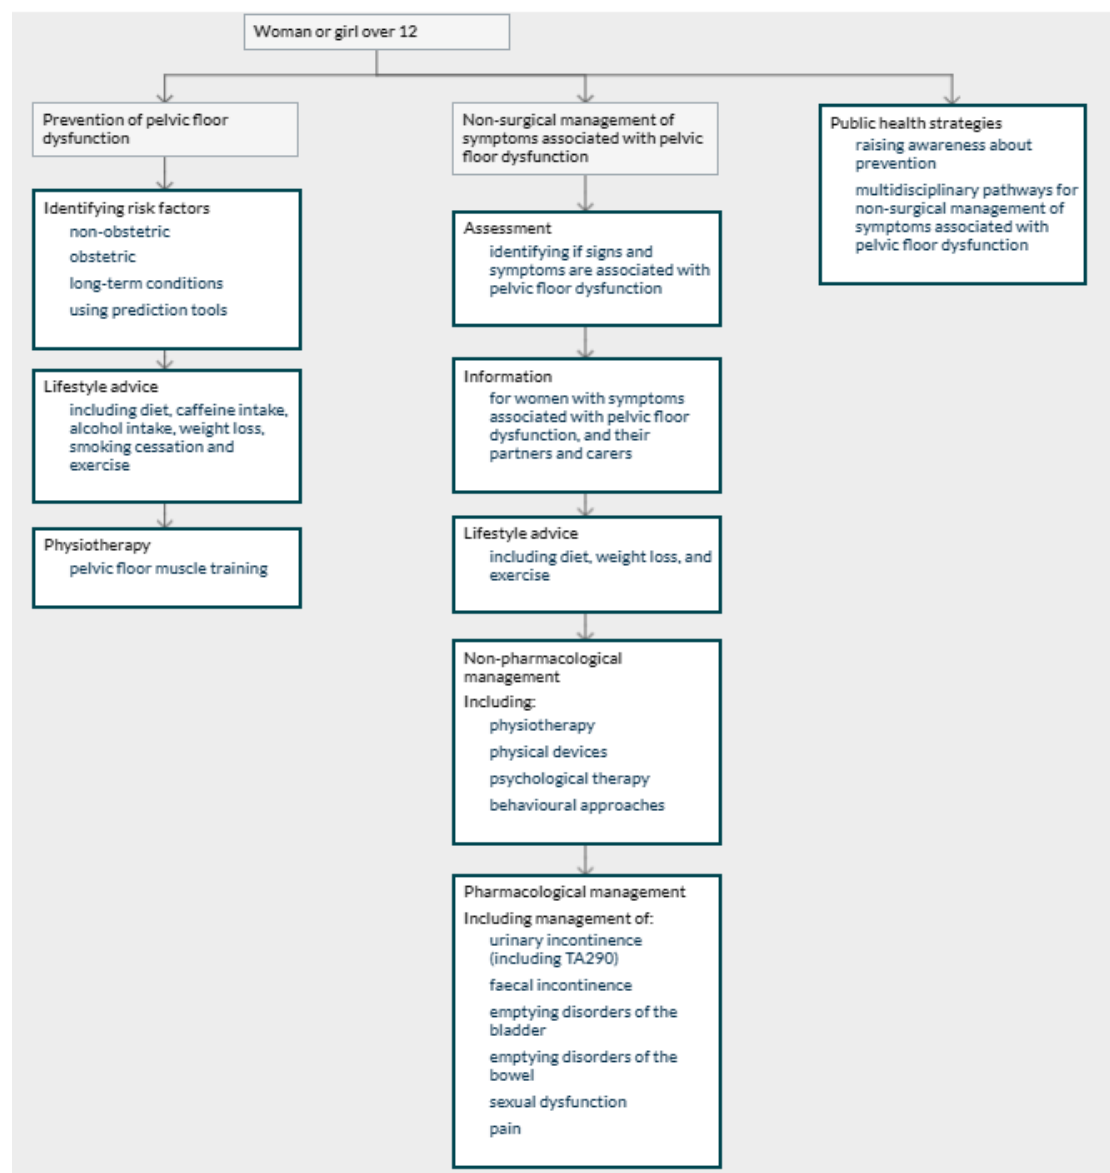 Woman or girl over 12
Prevention of pelvic floor
dysfunction
Identifying risk factors
non-obstetric
obstetric
long-term conditions
using prediction tools
Lifestyle advice
including diet, caffeine intake,
alcohol intake, weight loss,
smoking cessation and
exercise
Physiotherapy
pelvic floor muscle training
Non-surgical management of
symptoms associated with pelvic
floor dysfunction
Assessment
identifying if signs and
symptoms are associated with
pelvic floor dysfunction
Information
for women with symptoms
associated with pelvic floor
dysfunction, and their
partners and carers
Lifestyle advice
including diet, weight loss, and
exercise
Non-pharmacological
management
Including:
physiotherapy
physical devices
psychological therapy
behavioural approaches
Pharmacological management
Including management of:
urinary incontinence
(including TA290)
faecal incontinence
emptying disorders of the
bladder
emptying disorders of the
bowel
sexual dysfunction
pain
Public health strategies
raising awareness about
prevention
multidisciplinary pathways for
non-surgical management of
symptoms associated with
pelvic floor dysfunction